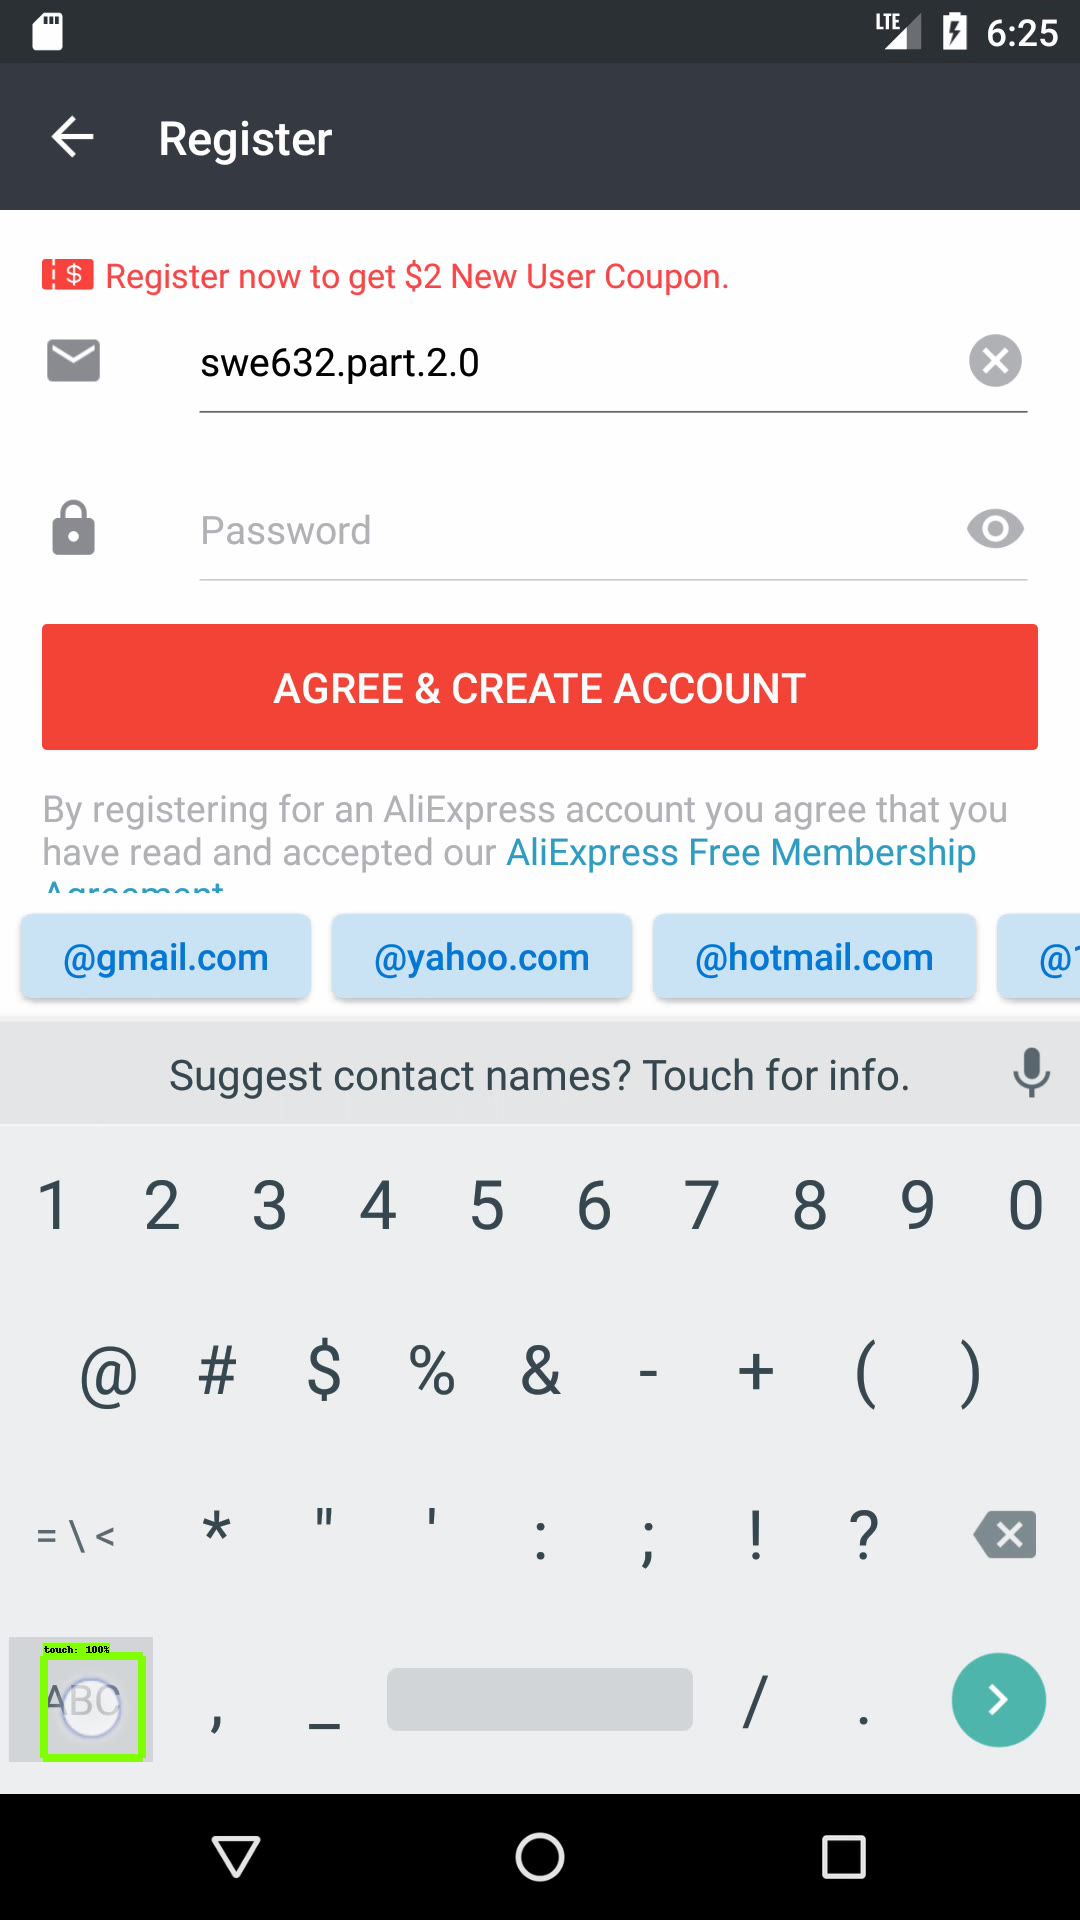 LTE 6:25
Register
$ Register now to get $2 New User Coupon.
swe632.part.2.0
Password
AGREE & CREATE ACCOUNT
By registering for an AliExpress account you agree that you
have read and accepted our AliExpress Free Membership
Agreement
@gmail.com @yahoo.com @hotmail.com @1
Suggest contact names? Touch for info.
1 2 3 4 5 6 7 8 9 0
@ # $ % & - + ( )
= \ < * " ' : ; ! ?
touch: 100%
ABC , _ / .